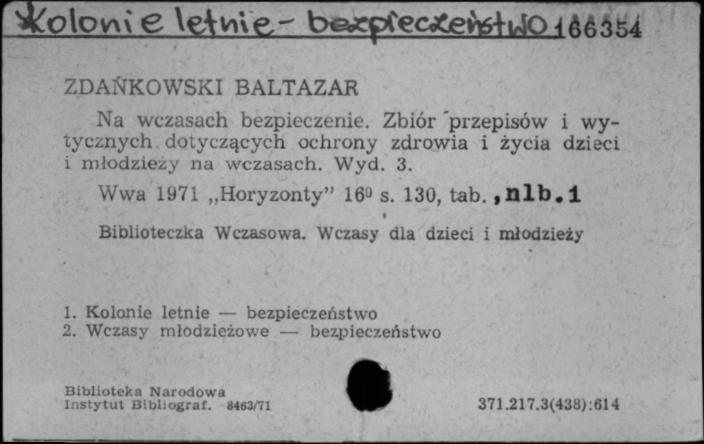 Kolonie letnie - bezpieczeństwo 166354
ZDAŃKOWSKI BALTAZAR
Na wczasach bezpiecznie. Zbiór przepisów i wy-
tycznych dotyczących ochrony zdrowia i życia dzieci
i młodzieży na wczasach. Wyd. 3.
Wwa 1971 „Horyzonty” 16⁰ s. 130, tab. , nlb. 1
Biblioteczka Wczasowa. Wczasy dla dzieci i młodzieży
1. Kolonie letnie — bezpieczeństwo
2. Wczasy młodzieżowe — bezpieczeństwo
Biblioteka Narodowa
Instytut Bibliograf. 8463/71
371.217.3(438):614